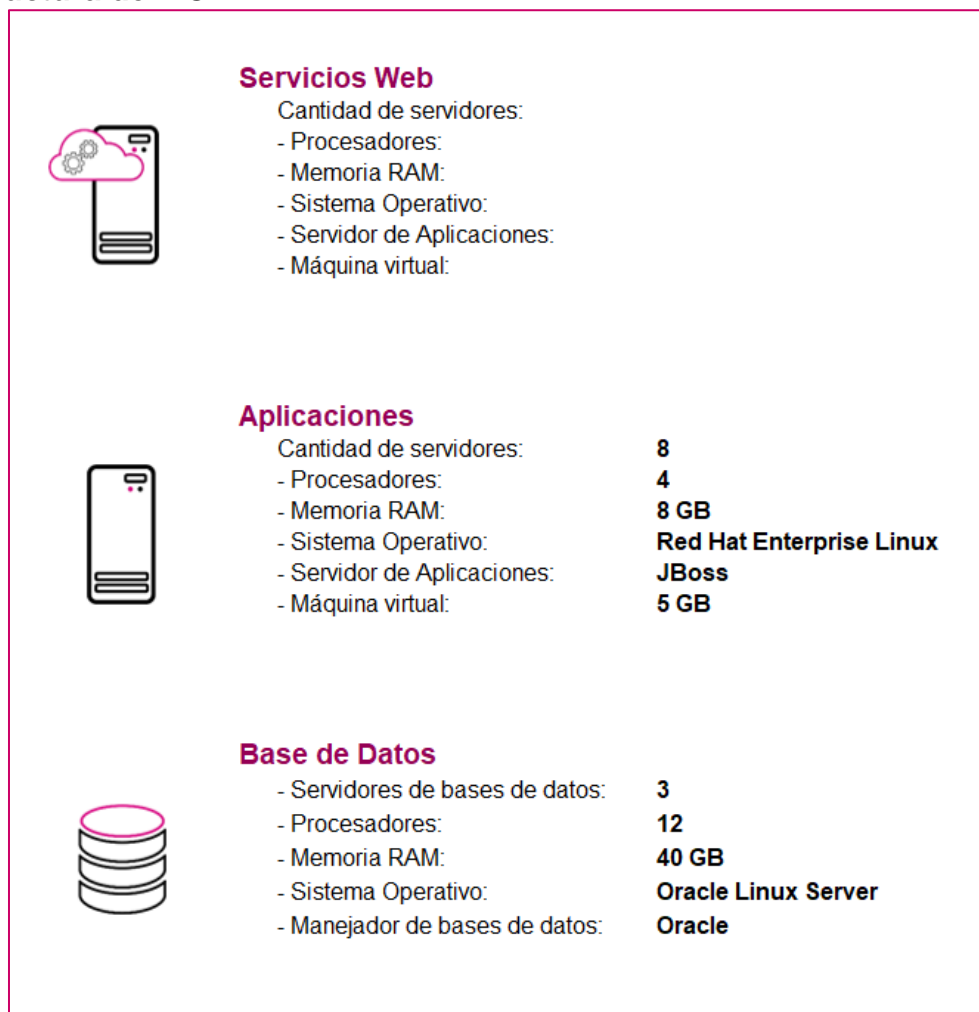 Servicios Web
Cantidad de servidores:
- Procesadores:
- Memoria RAM:
- Sistema Operativo:
- Servidor de Aplicaciones:
- Máquina virtual:
Aplicaciones
Cantidad de servidores: 8
- Procesadores: 4
- Memoria RAM: 8 GB
- Sistema Operativo: Red Hat Enterprise Linux
- Servidor de Aplicaciones: JBoss
- Máquina virtual: 5 GB
Base de Datos
- Servidores de bases de datos: 3
- Procesadores: 12
- Memoria RAM: 40 GB
- Sistema Operativo: Oracle Linux Server
- Manejador de bases de datos: Oracle